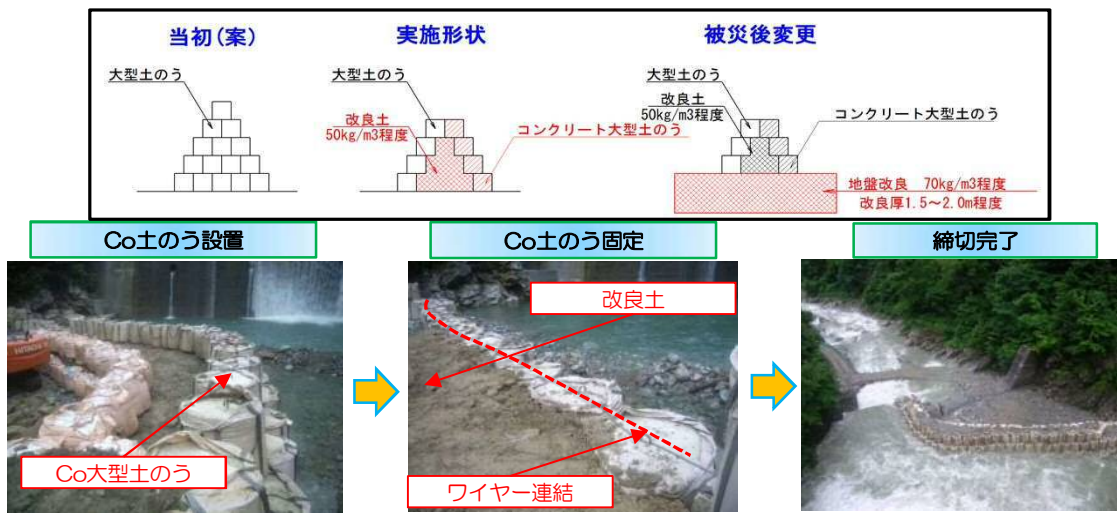 当初(案)
大型土のう
実施形状
大型土のう
改良土
50kg/m3程度
コンクリート大型土のう
被災後変更
大型土のう
改良土
50kg/m3程度
コンクリート大型土のう
地盤改良 70kg/m3程度
改良厚1.5～2.0m程度
Co土のう設置
Co土のう固定
締切完了
HITACHI
Co大型土のう
改良土
ワイヤー連結